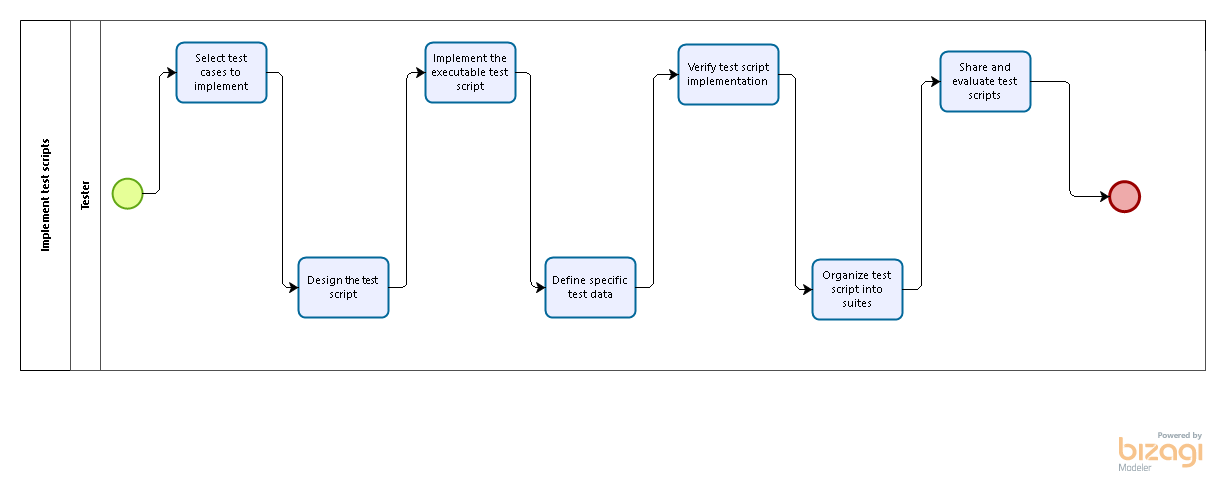 Implement test scripts
Tester
Select test
cases to
implement
Design the test
script
Implement the
executable test
script
Define specific
test data
Verify test script
implementation
Organize test
script into
suites
Share and
evaluate test
scripts
Powered by
bizagi
Modeler